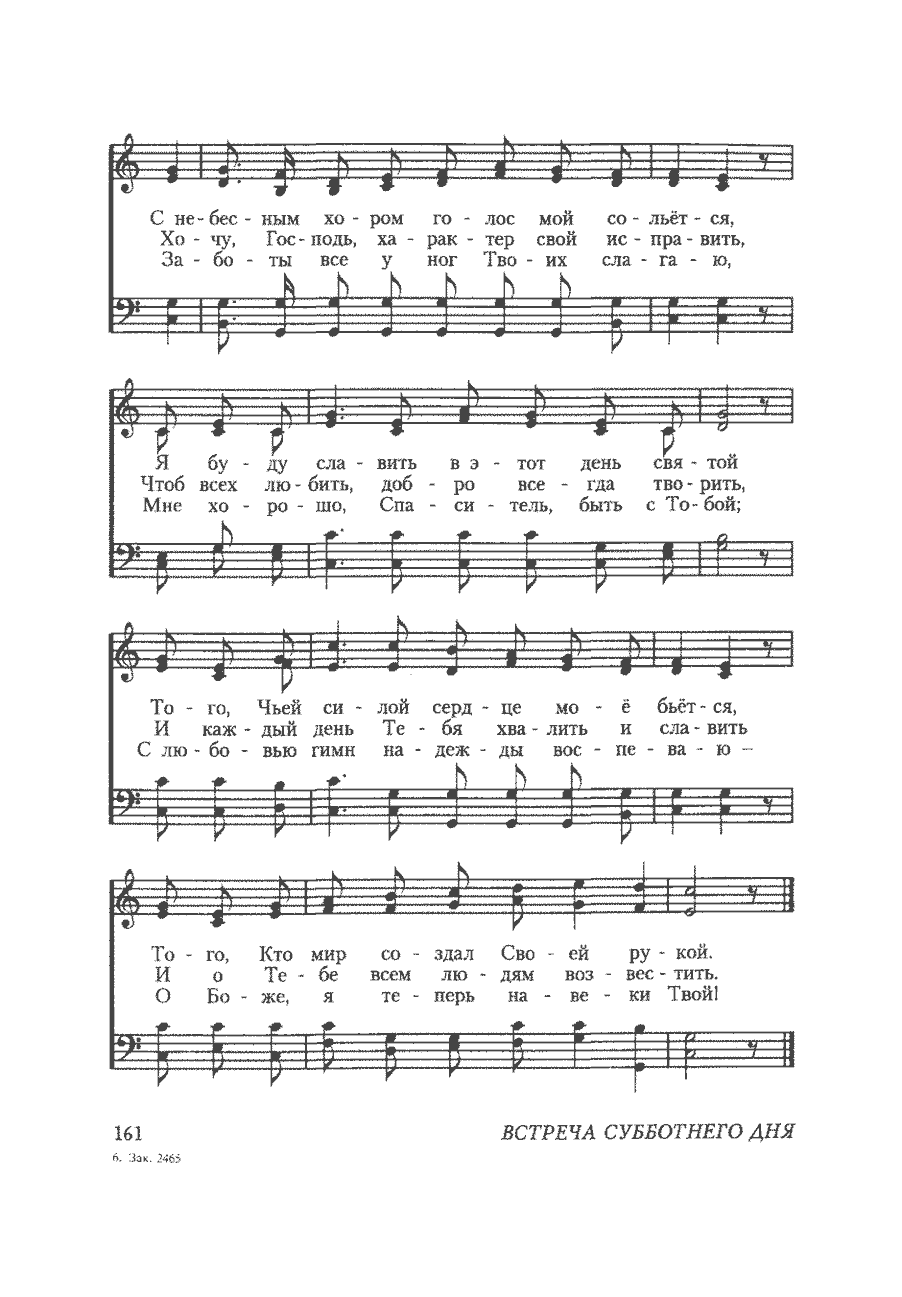 С не - бес - ным хо - ром го - лос мой со - льёт - ся,
Хо - чу, Гос - подь, ха - рак - тер свой ис - пра - вить,
За - бо - ты все у ног Тво - их сла - га - ю,
Я бу - ду сла - вить в э - тот день свя - той
Чтоб всех лю - бить, доб - ро все - гда тво - рить,
Мне хо - ро - шо, Спа - си - тель, быть с То - бой;
То - го, Чьей си - лой серд - це мо - ё бьёт - ся,
И каж - дый день Те - бя хва - лить и сла - вить
С лю - бо - вью гимн на - деж - ды вос - пе - ва - ю –
То - го, Кто мир со - здал Сво - ей ру - кой.
И о Те - бе всем лю - дям воз - вес - тить.
О Бо - же, я те - перь на - ве - ки Твой!
161 ВСТРЕЧА СУББОТНЕГО ДНЯ
6. Зак. 2465